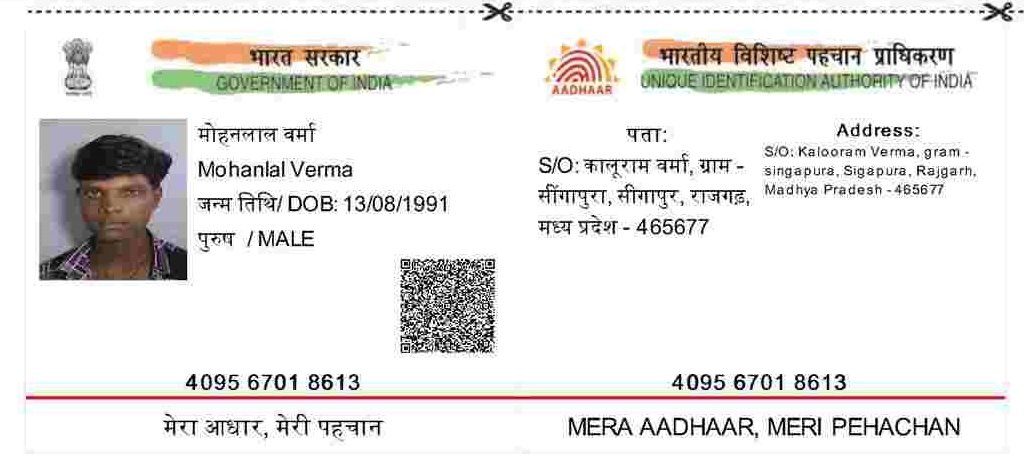 भारत सरकार
GOVERNMENT OF INDIA
मोहनलाल वर्मा
Mohanlal Verma
जन्म तिथि/ DOB: 13/08/1991
पुरुष / MALE
4095 6701 8613
मेरा आधार, मेरी पहचान
भारतीय विशिष्ट पहचान प्राधिकरण
UNIQUE IDENTIFICATION AUTHORITY OF INDIA
AADHAAR
पता:
S/O: कालूराम वर्मा, ग्राम -
सींगापुरा, सीगापुर, राजगढ़,
मध्य प्रदेश - 465677
Address:
S/O: Kalooram Verma, gram -
singapura, Sigapura, Rajgarh,
Madhya Pradesh - 465677
4095 6701 8613
MERA AADHAAR, MERI PEHACHAN